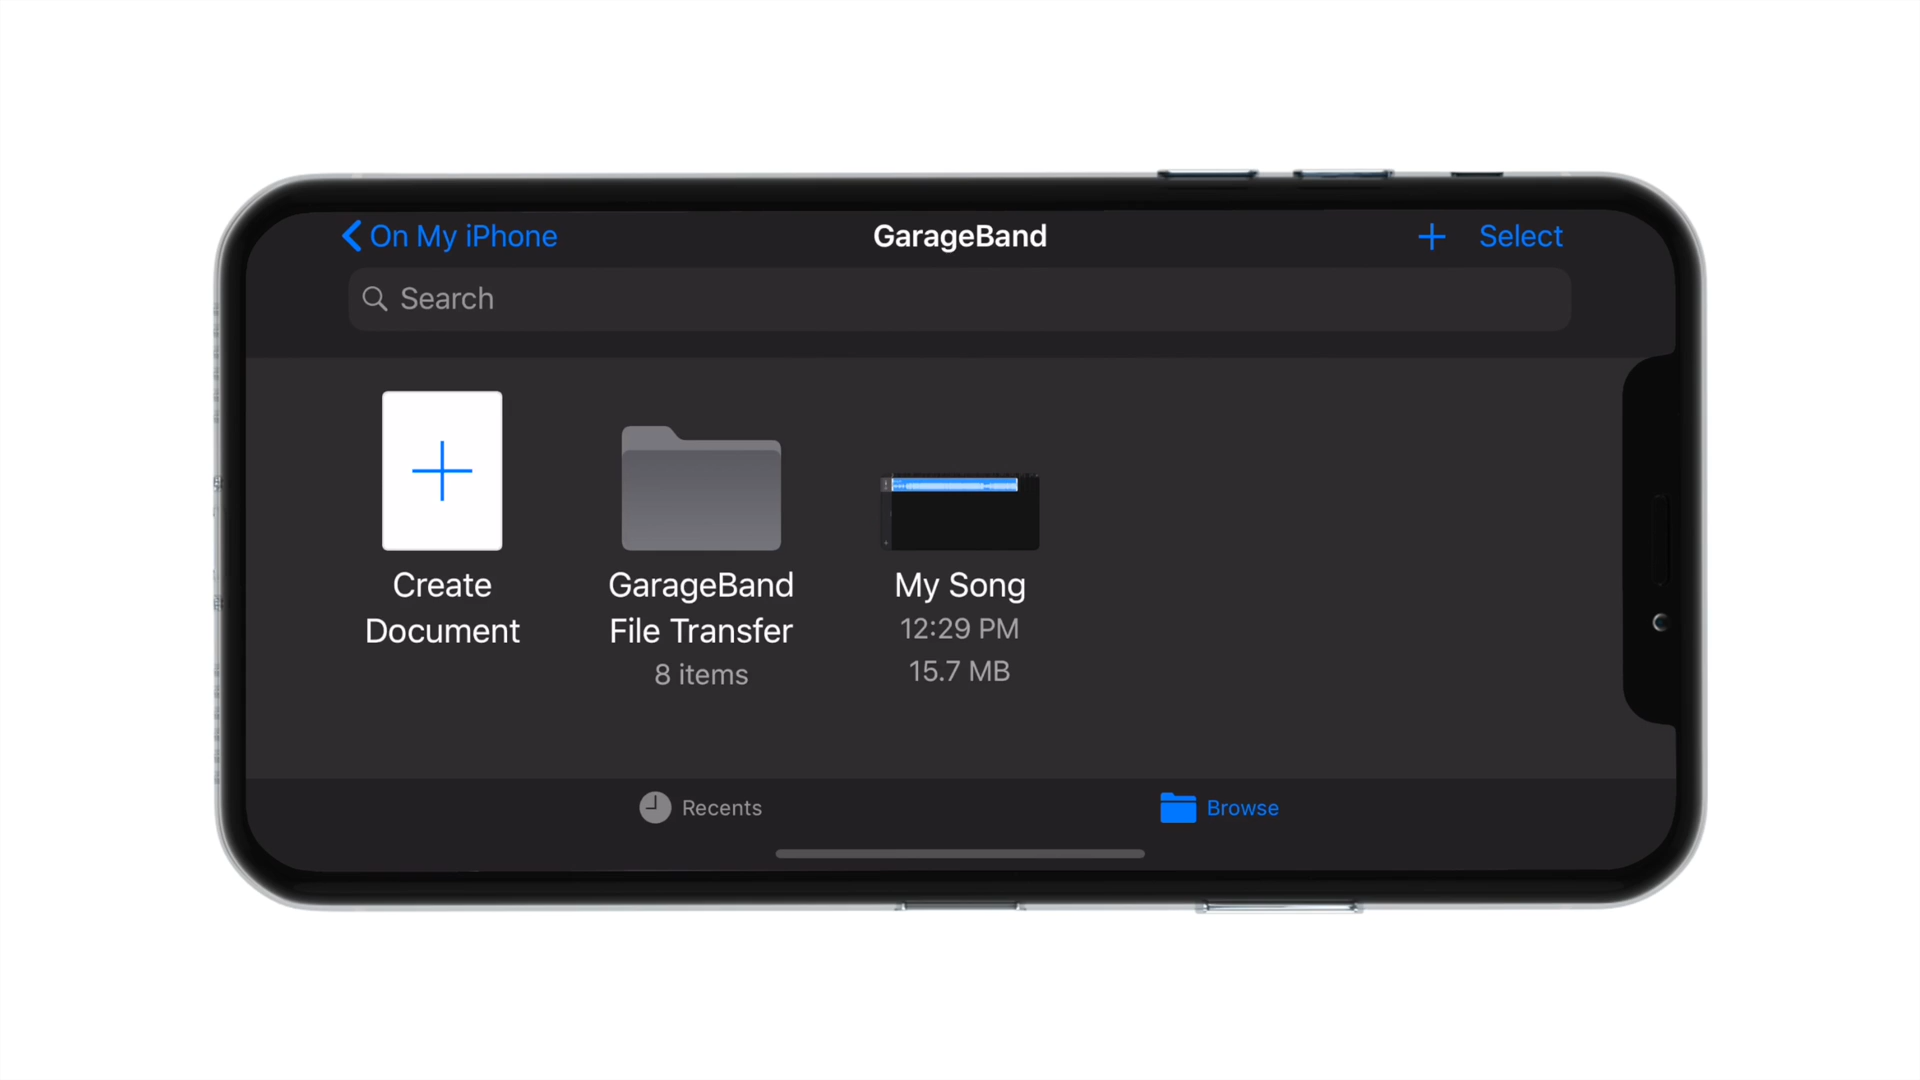 On My iPhone
GarageBand
Select
Search
Create
Document
GarageBand
File Transfer
8 items
My Song
12:29 PM
15.7 MB
Recents
Browse